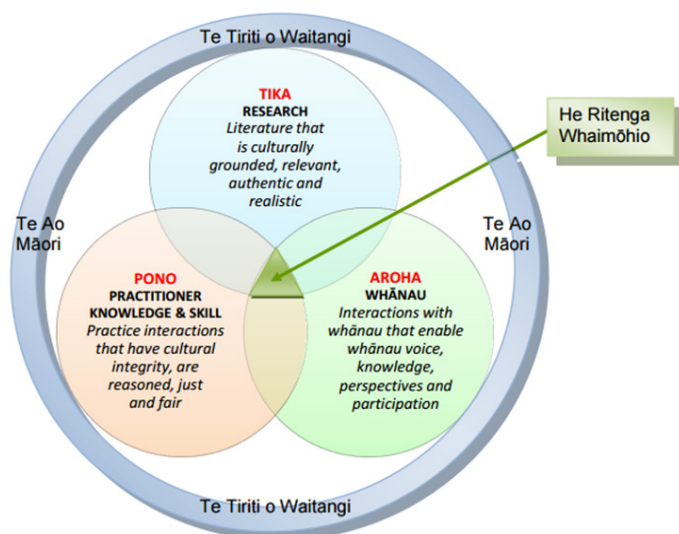 Te Tiriti o Waitangi
TIKA
RESEARCH
Literature that
is culturally
grounded, relevant,
authentic and
realistic
He Ritenga
Whaimōhio
Te Ao
Māori
Te Ao
Māori
PONO
PRACTITIONER
KNOWLEDGE & SKILL
Practice interactions
that have cultural
integrity, are
reasoned, just
and fair
AROHA
WHĀNAU
Interactions with
whānau that enable
whānau voice,
knowledge,
perspectives and
participation
Te Tiriti o Waitangi